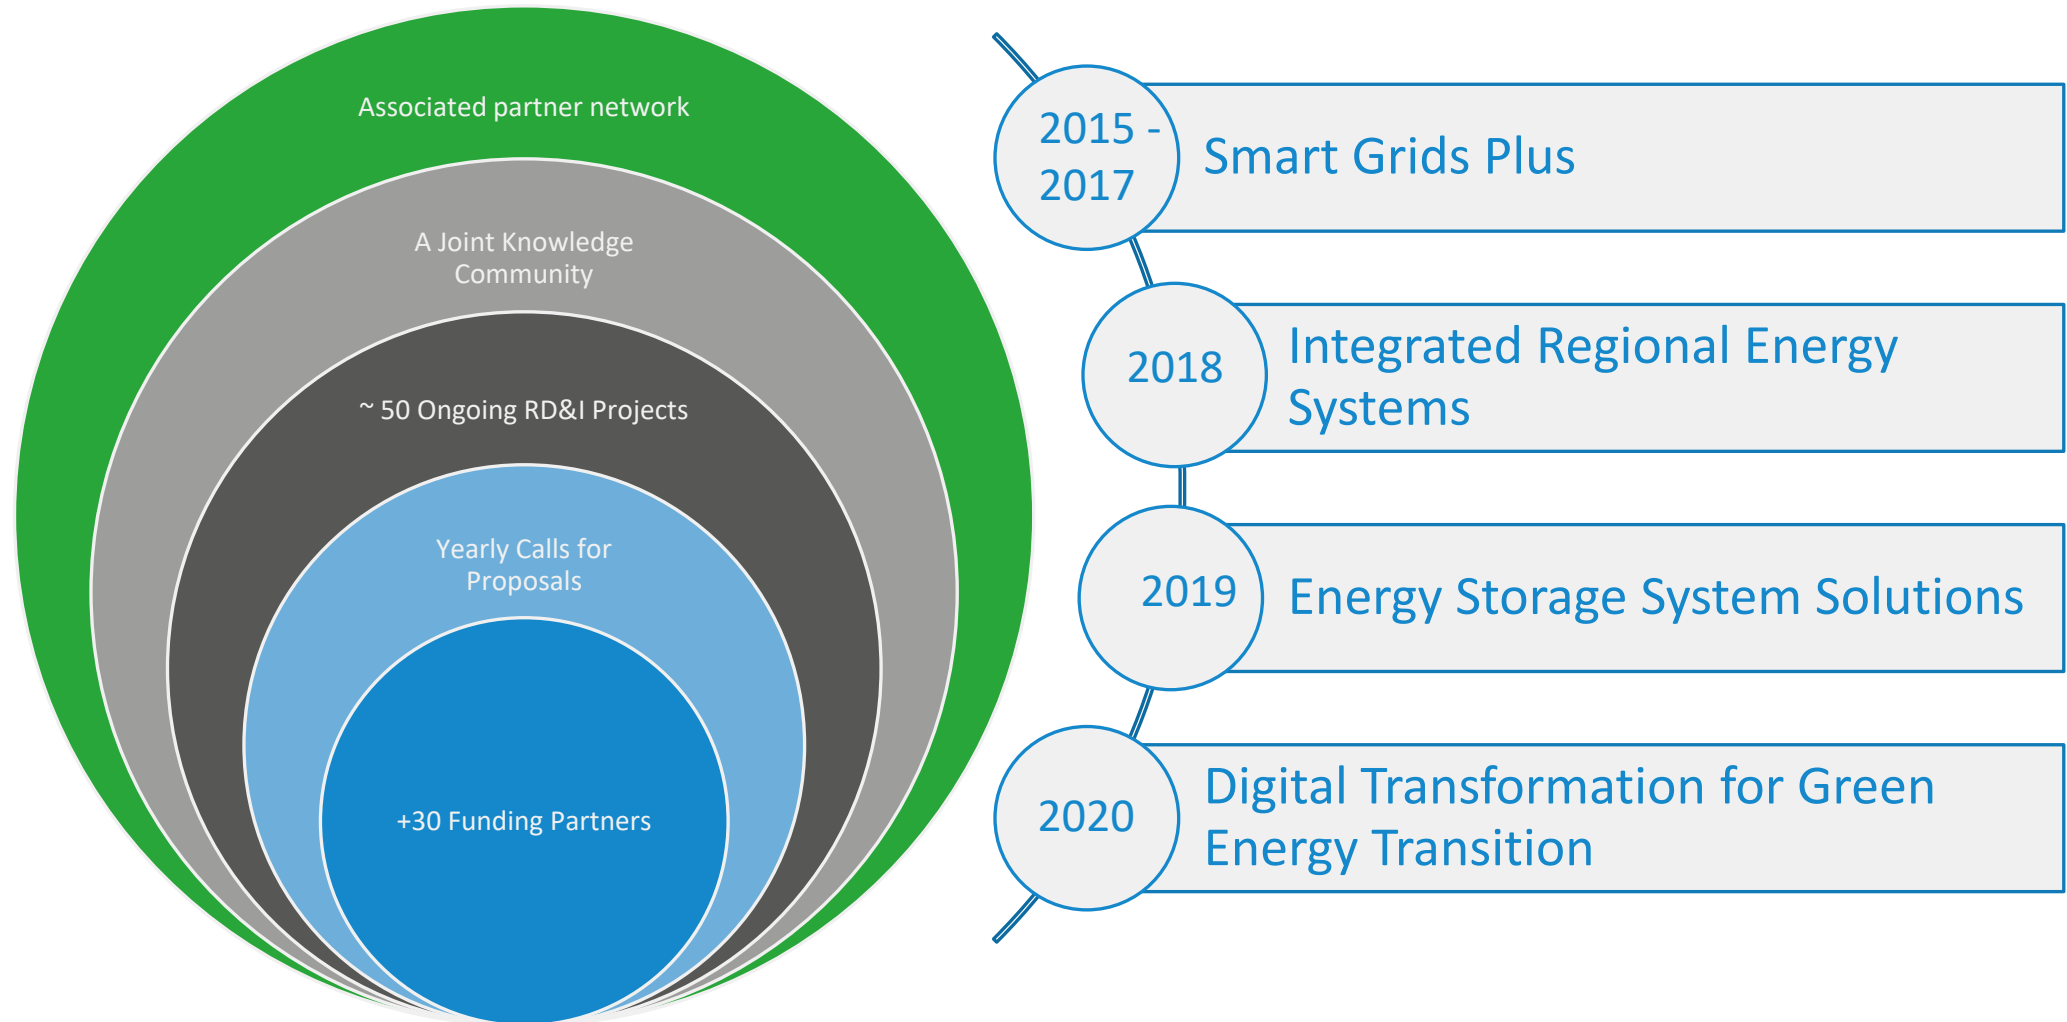 Associated partner network
A Joint Knowledge
Community
~ 50 Ongoing RD&I Projects
Yearly Calls for
Proposals
+30 Funding Partners
2015 -
2017
Smart Grids Plus
2018
Integrated Regional Energy
Systems
2019
Energy Storage System Solutions
2020
Digital Transformation for Green
Energy Transition